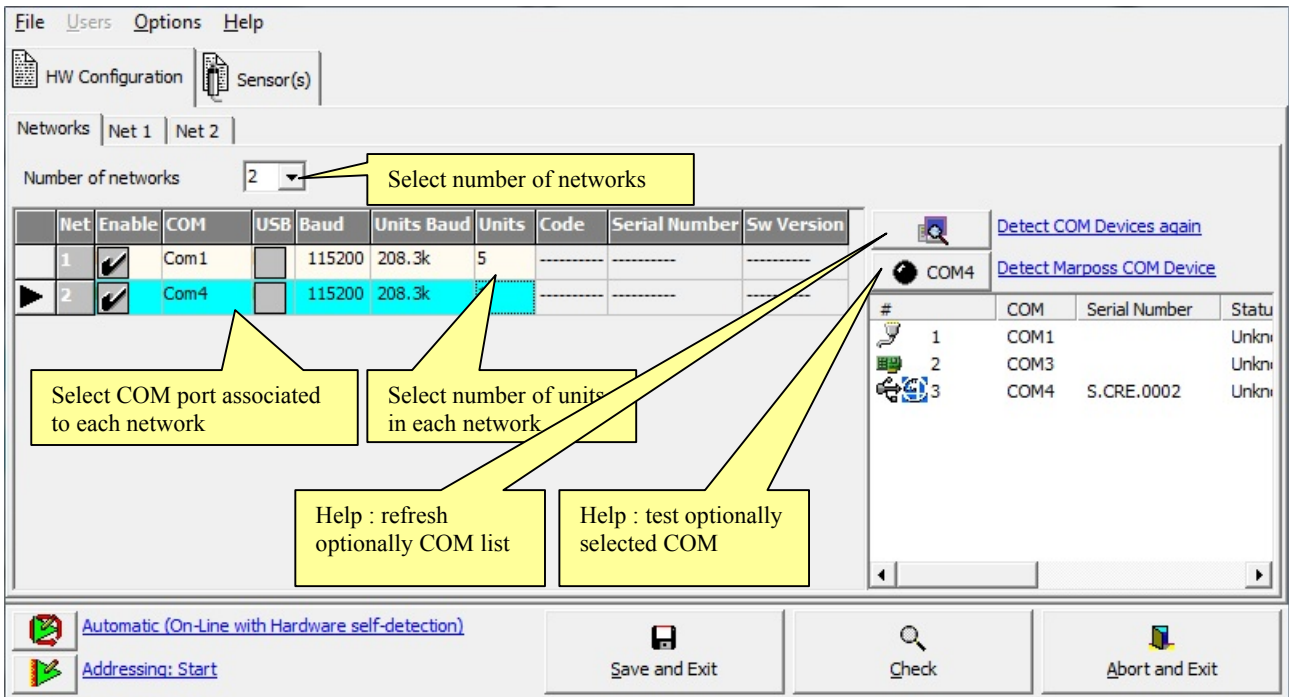 File Users Options Help
HW Configuration Sensor(s)
Networks Net 1 Net 2
Number of networks 2
Select number of networks
Net Enable COM USB Baud Units Baud Units Code Serial Number Sw Version
1 Com1 115200 208.3k 5 ---------- ---------- ----------
2 Com4 115200 208.3k ---------- ---------- ----------
Detect COM Devices again
COM4 Detect Marposs COM Device
# COM Serial Number Statu
1 COM1 Unkn
2 COM3 Unkn
3 COM4 S.CRE.0002 Unkn
Select COM port associated
to each network
Select number of units
in each network
Help : refresh
optionally COM list
Help : test optionally
selected COM
Automatic (On-Line with Hardware self-detection)
Addressing: Start
Save and Exit
Check
Abort and Exit